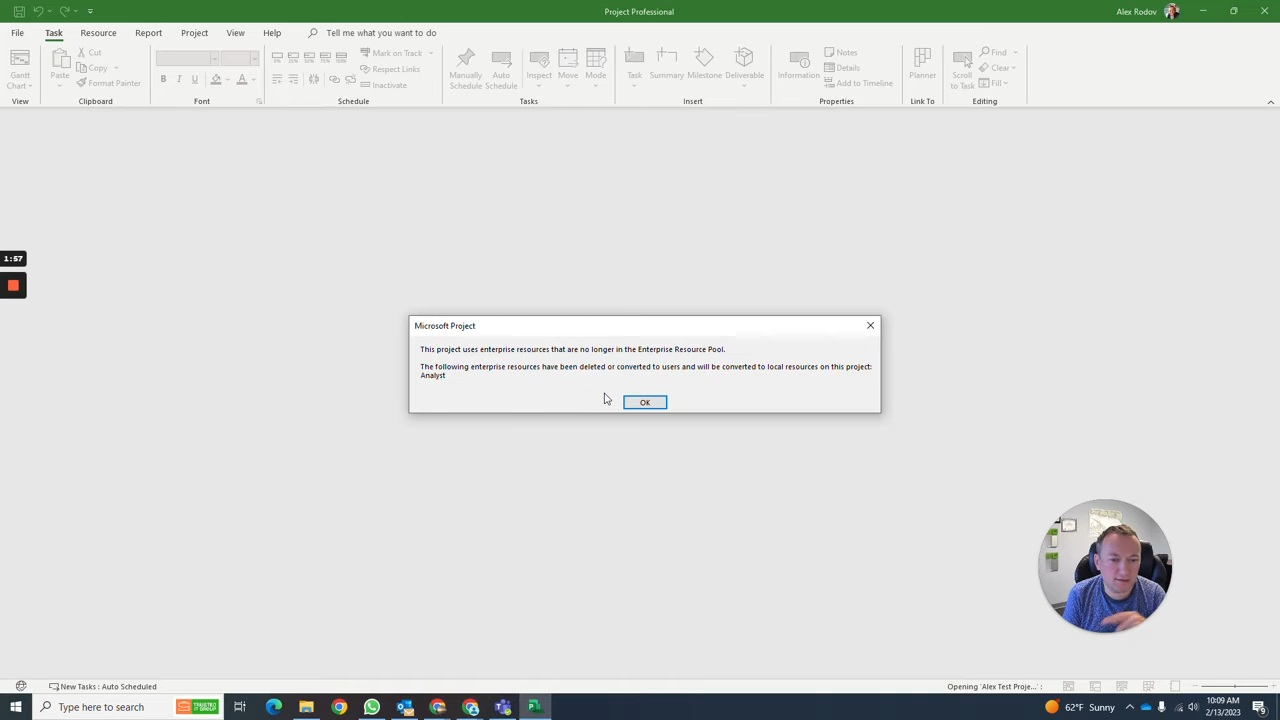 Project Professional
Alex Rodov
File Task Resource Project Report View Help Tell me what you want to do
Gantt Chart
Paste
Cut
Copy
Format Painter
B I U A
Mark on Track
Respect Links
Inactivate
Manually Schedule
Auto Schedule
Inspect
Move
Mode
Task
Summary
Milestone
Deliverable
Information
Notes
Details
Add to Timeline
Planner
Scroll to Task
Find
Clear
Fill
View Clipboard Font Schedule Tasks Insert Properties Link To Editing
1:57
Microsoft Project
This project uses enterprise resources that are no longer in the Enterprise Resource Pool.
The following enterprise resources have been deleted or converted to users and will be converted to local resources on this project:
Analyst
OK
New Tasks : Auto Scheduled
Opening 'Alex Test Proje...' :
Type here to search
62°F Sunny
10:09 AM
2/13/2023